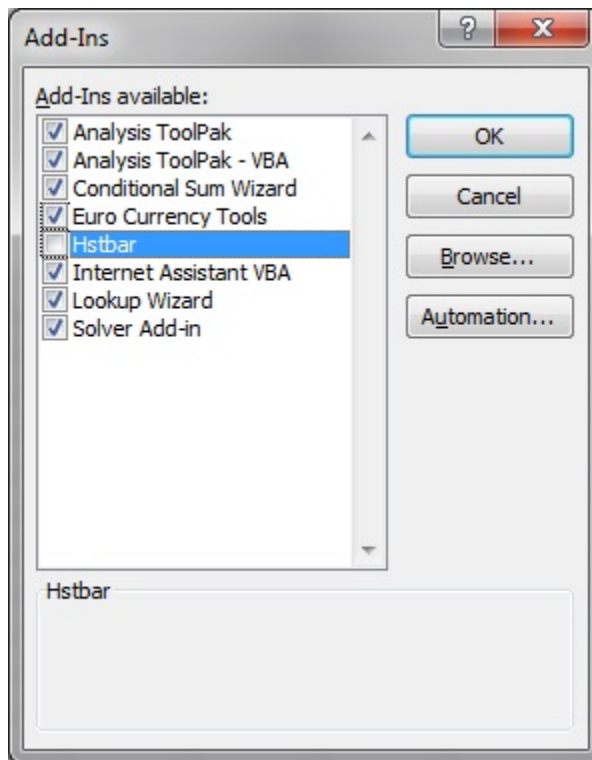 Add-Ins
Add-Ins available:
Analysis ToolPak
Analysis ToolPak - VBA
Conditional Sum Wizard
Euro Currency Tools
Hstbar
Internet Assistant VBA
Lookup Wizard
Solver Add-in
OK
Cancel
Browse...
Automation...
Hstbar